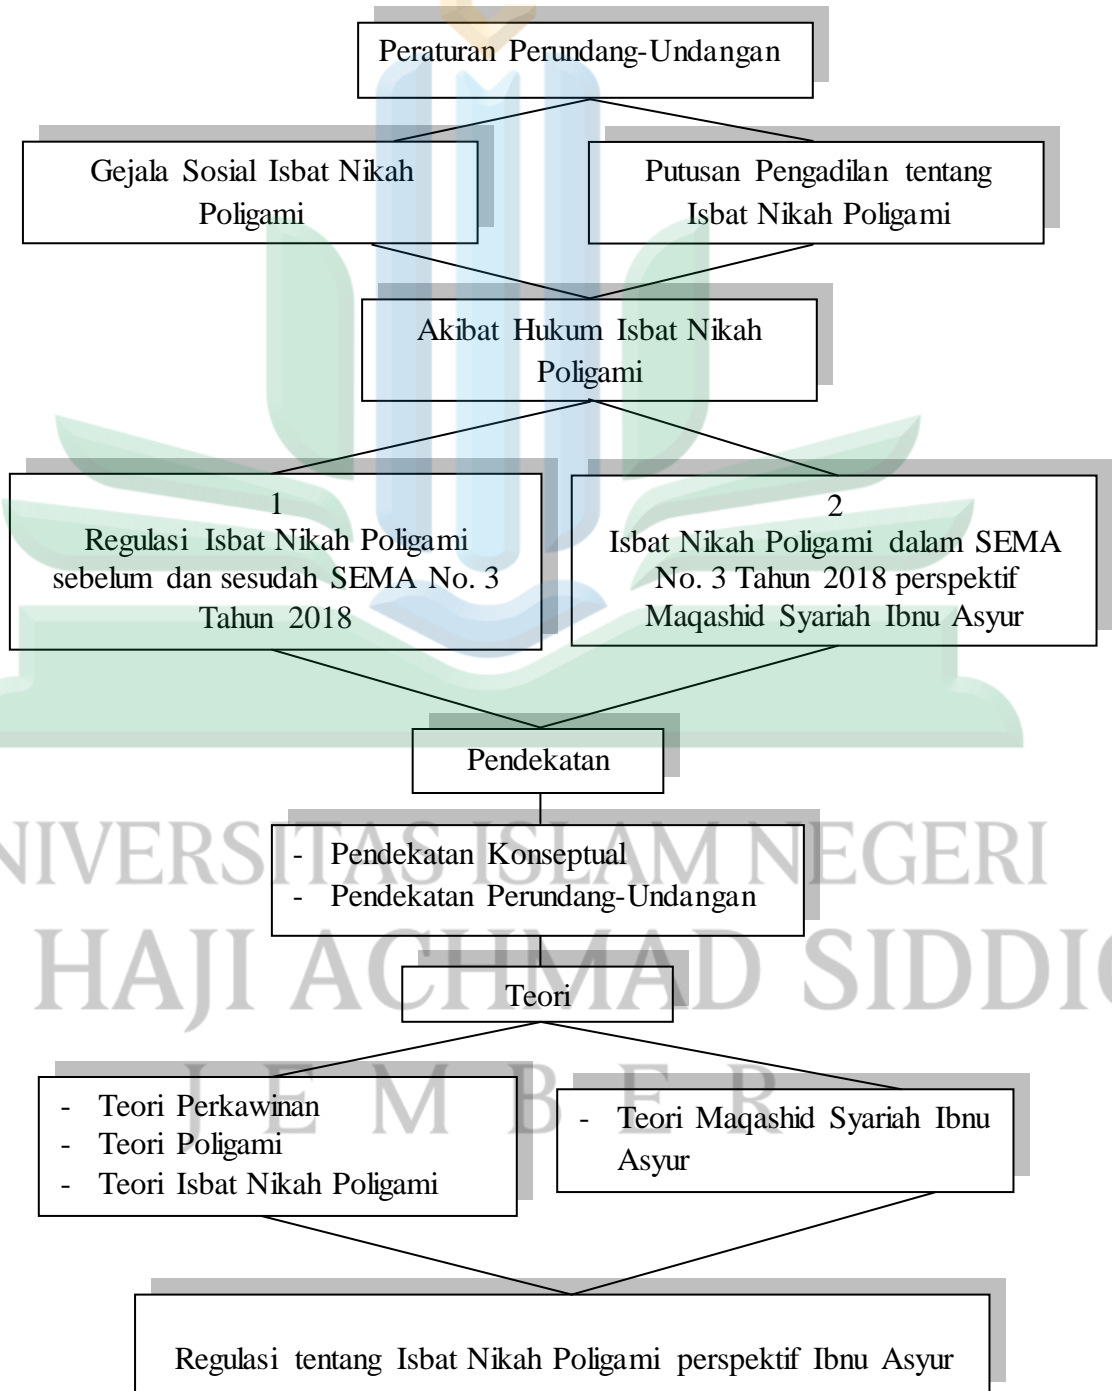 Peraturan Perundang-Undangan
Gejala Sosial Isbat Nikah
Poligami
Putusan Pengadilan tentang
Isbat Nikah Poligami
Akibat Hukum Isbat Nikah
Poligami
1
Regulasi Isbat Nikah Poligami
sebelum dan sesudah SEMA No. 3
Tahun 2018
2
Isbat Nikah Poligami dalam SEMA
No. 3 Tahun 2018 perspektif
Maqashid Syariah Ibnu Asyur
Pendekatan
- Pendekatan Konseptual
- Pendekatan Perundang-Undangan
Teori
- Teori Perkawinan
- Teori Poligami
- Teori Isbat Nikah Poligami
- Teori Maqashid Syariah Ibnu
Asyur
Regulasi tentang Isbat Nikah Poligami perspektif Ibnu Asyur
NIVERSITAS ISLAM NEGERI
HAJI ACHMAD SIDDI
JEMBER